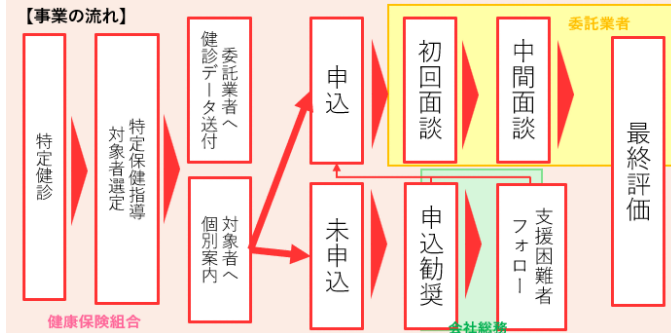 【事業の流れ】
委託業者
特定健診
特定保健指導
対象者選定
委託業者へ
健診データ送付
対象者へ
個別案内
申込
初回面談
中間面談
最終評価
未申込
申込勧奨
支援困難者
フォロー
健康保険組合
会社総務